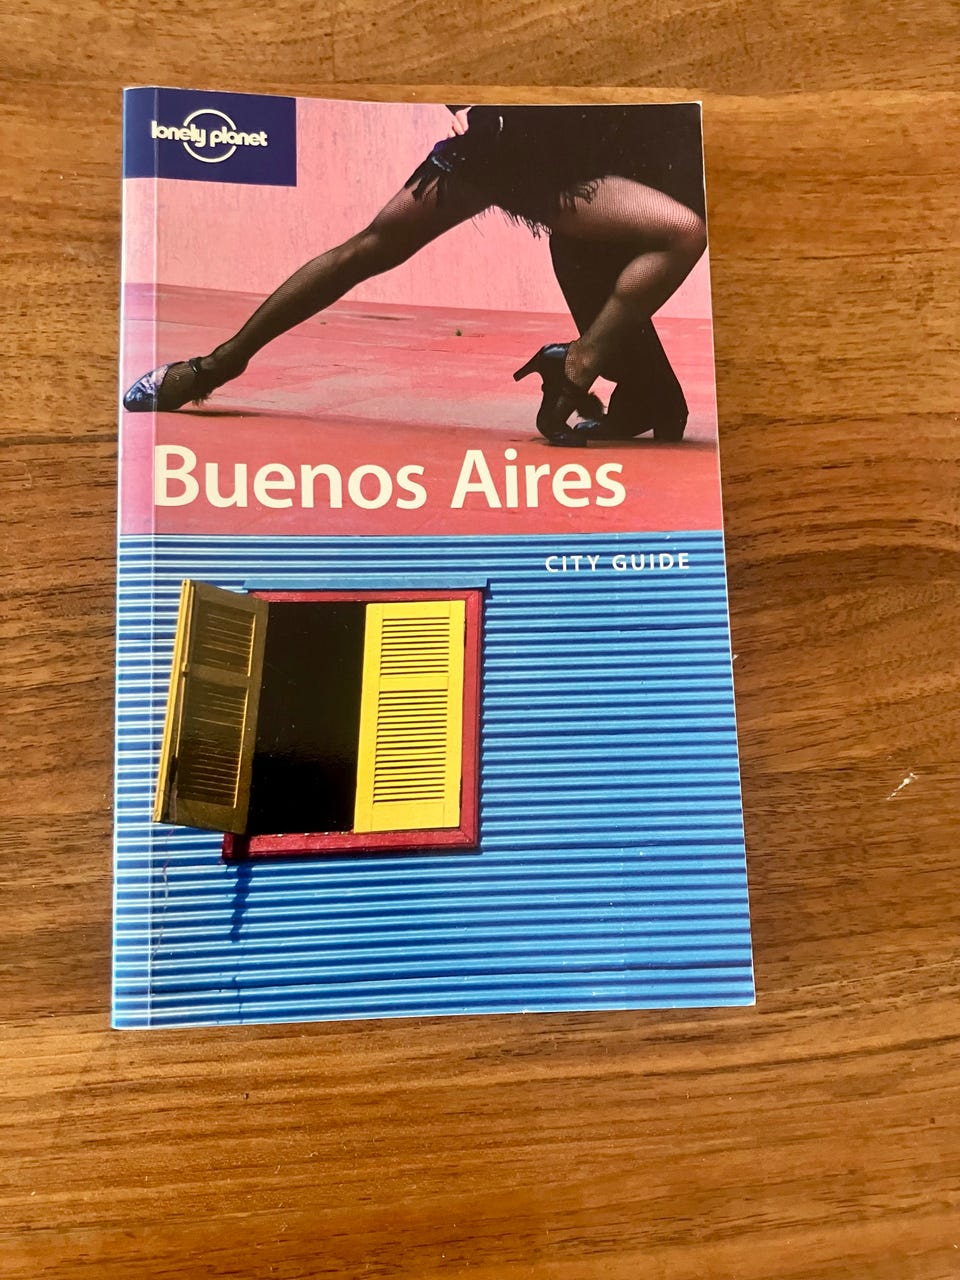 lonely planet
Buenos Aires
CITY GUIDE